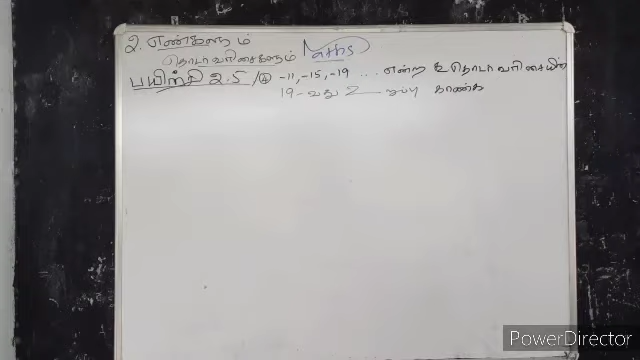 2. எண்களும்
தொடர்வரிசைகளும் Maths
பயிற்சி 2.5 / ④ -11, -15, -19 ... என்ற கூத்தொடர்வரிசையின்
19-வது உறுப்பு காண்க
PowerDirector